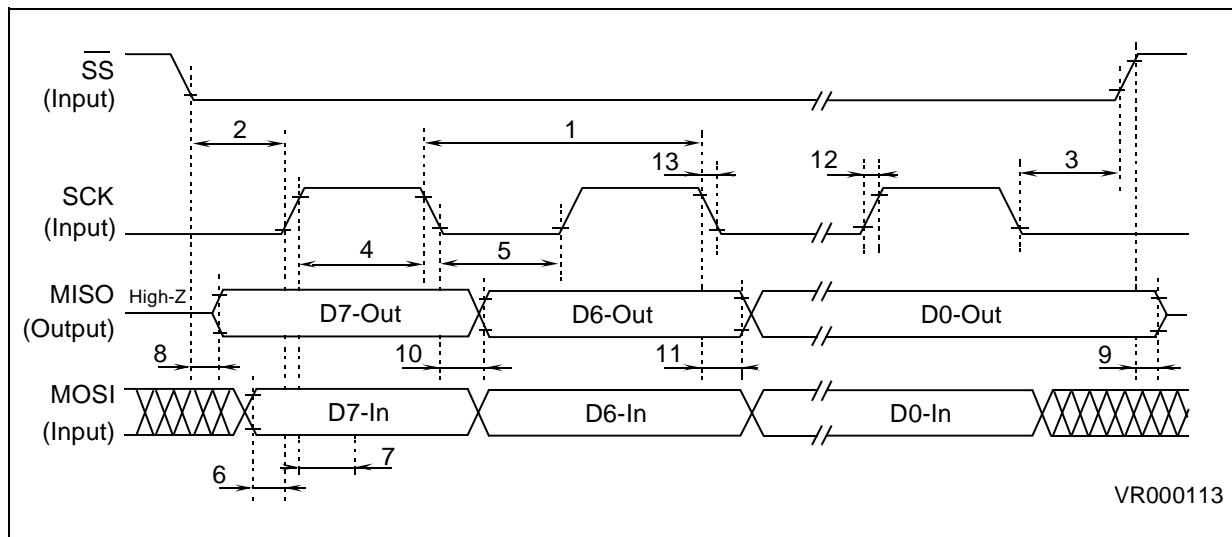 SS
(Input)
2
1
13
12
3
SCK
(Input)
4
5
MISO
High-Z
(Output)
D7-Out
D6-Out
D0-Out
8
10
11
9
MOSI
(Input)
D7-In
D6-In
D0-In
7
6
VR000113